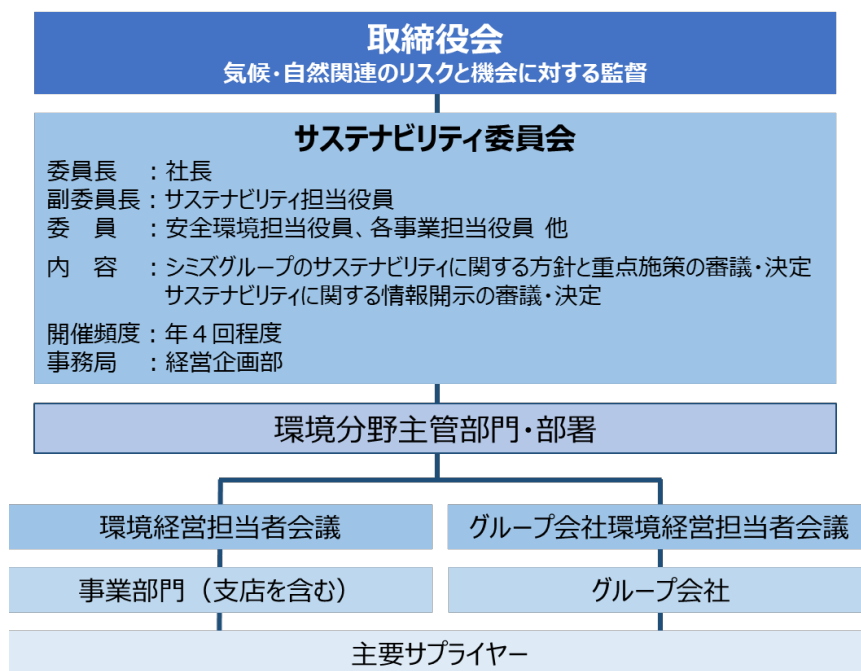 取締役会
気候・自然関連のリスクと機会に対する監督
サステナビリティ委員会
委員長　：社長
副委員長：サステナビリティ担当役員
委　員　：安全環境担当役員、各事業担当役員 他
内　容　：シミズグループのサステナビリティに関する方針と重点施策の審議・決定
サステナビリティに関する情報開示の審議・決定
開催頻度：年４回程度
事務局　：経営企画部
環境分野主管部門・部署
環境経営担当者会議
グループ会社環境経営担当者会議
事業部門（支店を含む）
グループ会社
主要サプライヤー